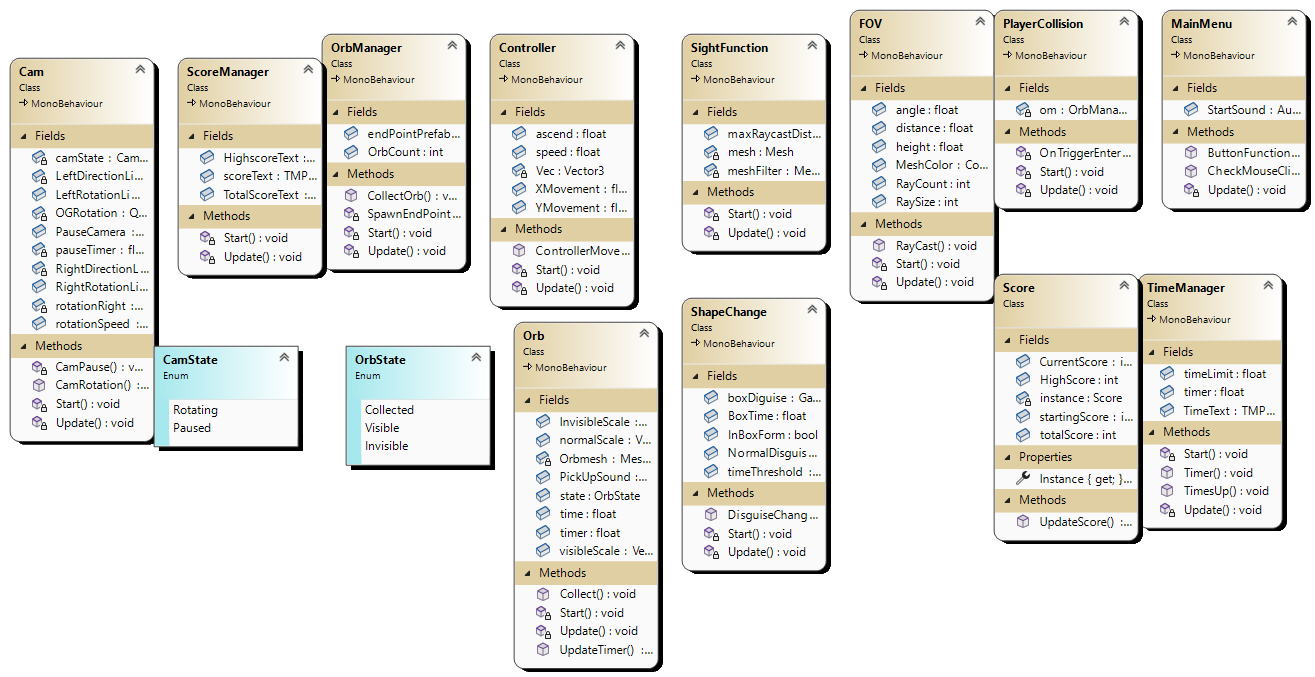 Cam
Class
MonoBehaviour
Fields
camState : Cam...
LeftDirectionLi...
LeftRotationLi...
OGRotation : Q...
PauseCamera :...
pauseTimer : fl...
RightDirectionL...
RightRotationLi...
rotationRight :...
rotationSpeed :...
Methods
CamPause() : v...
CamRotation() :...
Start() : void
Update() : void
ScoreManager
Class
MonoBehaviour
Fields
HighscoreText :...
scoreText : TMP...
TotalScoreText :...
Methods
Start() : void
Update() : void
OrbManager
Class
MonoBehaviour
Fields
endPointPrefab...
OrbCount : int
Methods
CollectOrb() : v...
SpawnEndPoint...
Start() : void
Update() : void
Controller
Class
MonoBehaviour
Fields
ascend : float
speed : float
Vec : Vector3
XMovement : fl...
YMovement : fl...
Methods
ControllerMove...
Start() : void
Update() : void
SightFunction
Class
MonoBehaviour
Fields
maxRaycastDist...
mesh : Mesh
meshFilter : Me...
Methods
Start() : void
Update() : void
FOV
Class
MonoBehaviour
Fields
angle : float
distance : float
height : float
MeshColor : Co...
RayCount : int
RaySize : int
Methods
RayCast() : void
Start() : void
Update() : void
PlayerCollision
Class
MonoBehaviour
Fields
om : OrbMana...
Methods
OnTriggerEnter...
Start() : void
Update() : void
MainMenu
Class
MonoBehaviour
Fields
StartSound : Au...
Methods
ButtonFunction...
CheckMouseCli...
Update() : void
CamState
Enum
Rotating
Paused
OrbState
Enum
Collected
Visible
Invisible
Orb
Class
MonoBehaviour
Fields
InvisibleScale :...
normalScale : V...
Orbmesh : Mes...
PickUpSound :...
state : OrbState
time : float
timer : float
visibleScale : Ve...
Methods
Collect() : void
Start() : void
Update() : void
UpdateTimer() :...
ShapeChange
Class
MonoBehaviour
Fields
boxDiguise : Ga...
BoxTime : float
InBoxForm : bool
NormalDisguis...
timeThreshold :...
Methods
DisguiseChang...
Start() : void
Update() : void
Score
Class
Fields
CurrentScore : i...
HighScore : int
instance : Score
startingScore : i...
totalScore : int
Properties
Instance { get; }...
Methods
UpdateScore() :...
TimeManager
Class
MonoBehaviour
Fields
timeLimit : float
timer : float
TimeText : TMP...
Methods
Start() : void
Timer() : void
TimesUp() : void
Update() : void